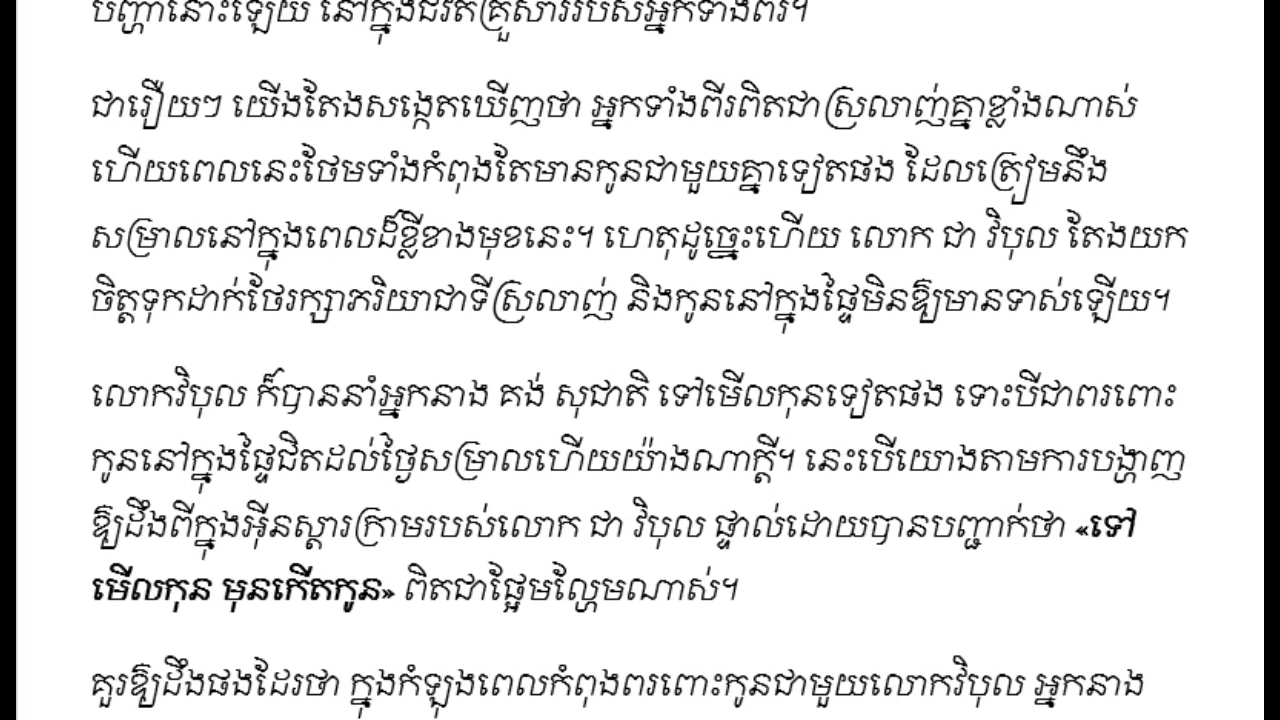 បញ្ហានោះឡើយ នៅក្នុងជីវិតគ្រួសាររបស់អ្នកទាំងពីរ។
ជារឿយៗ យើងតែងសង្កេតឃើញថា អ្នកទាំងពីរពិតជាស្រលាញ់គ្នាខ្លាំងណាស់
ហើយពេលនេះថែមទាំងកំពុងតែមានកូនជាមួយគ្នាទៀតផង ដែលត្រៀមនឹង
សម្រាលនៅក្នុងពេលដ៏ខ្លីខាងមុខនេះ។ ហេតុដូច្នេះហើយ លោក ជា វិបុល តែងយក
ចិត្តទុកដាក់ថែរក្សាភរិយាជាទីស្រលាញ់ និងកូននៅក្នុងផ្ទៃមិនឱ្យមានទាស់ឡើយ។
លោកវិបុល ក៏បាននាំអ្នកនាង គង់ សុជាតិ ទៅមើលកុនទៀតផង ទោះបីជាពរពោះ
កូននៅក្នុងផ្ទៃជិតដល់ថ្ងៃសម្រាលហើយយ៉ាងណាក្ដី។ នេះបើយោងតាមការបង្ហាញ
ឱ្យដឹងពីក្នុងអ៊ីនស្តារក្រាមរបស់លោក ជា វិបុល ផ្ទាល់ដោយបានបញ្ជាក់ថា «ទៅ
មើលកុន មុនកើតកូន» ពិតជាផ្អែមល្ហែមណាស់។
គួរឱ្យដឹងផងដែរថា ក្នុងកំឡុងពេលកំពុងពរពោះកូនជាមួយលោកវិបុល អ្នកនាង